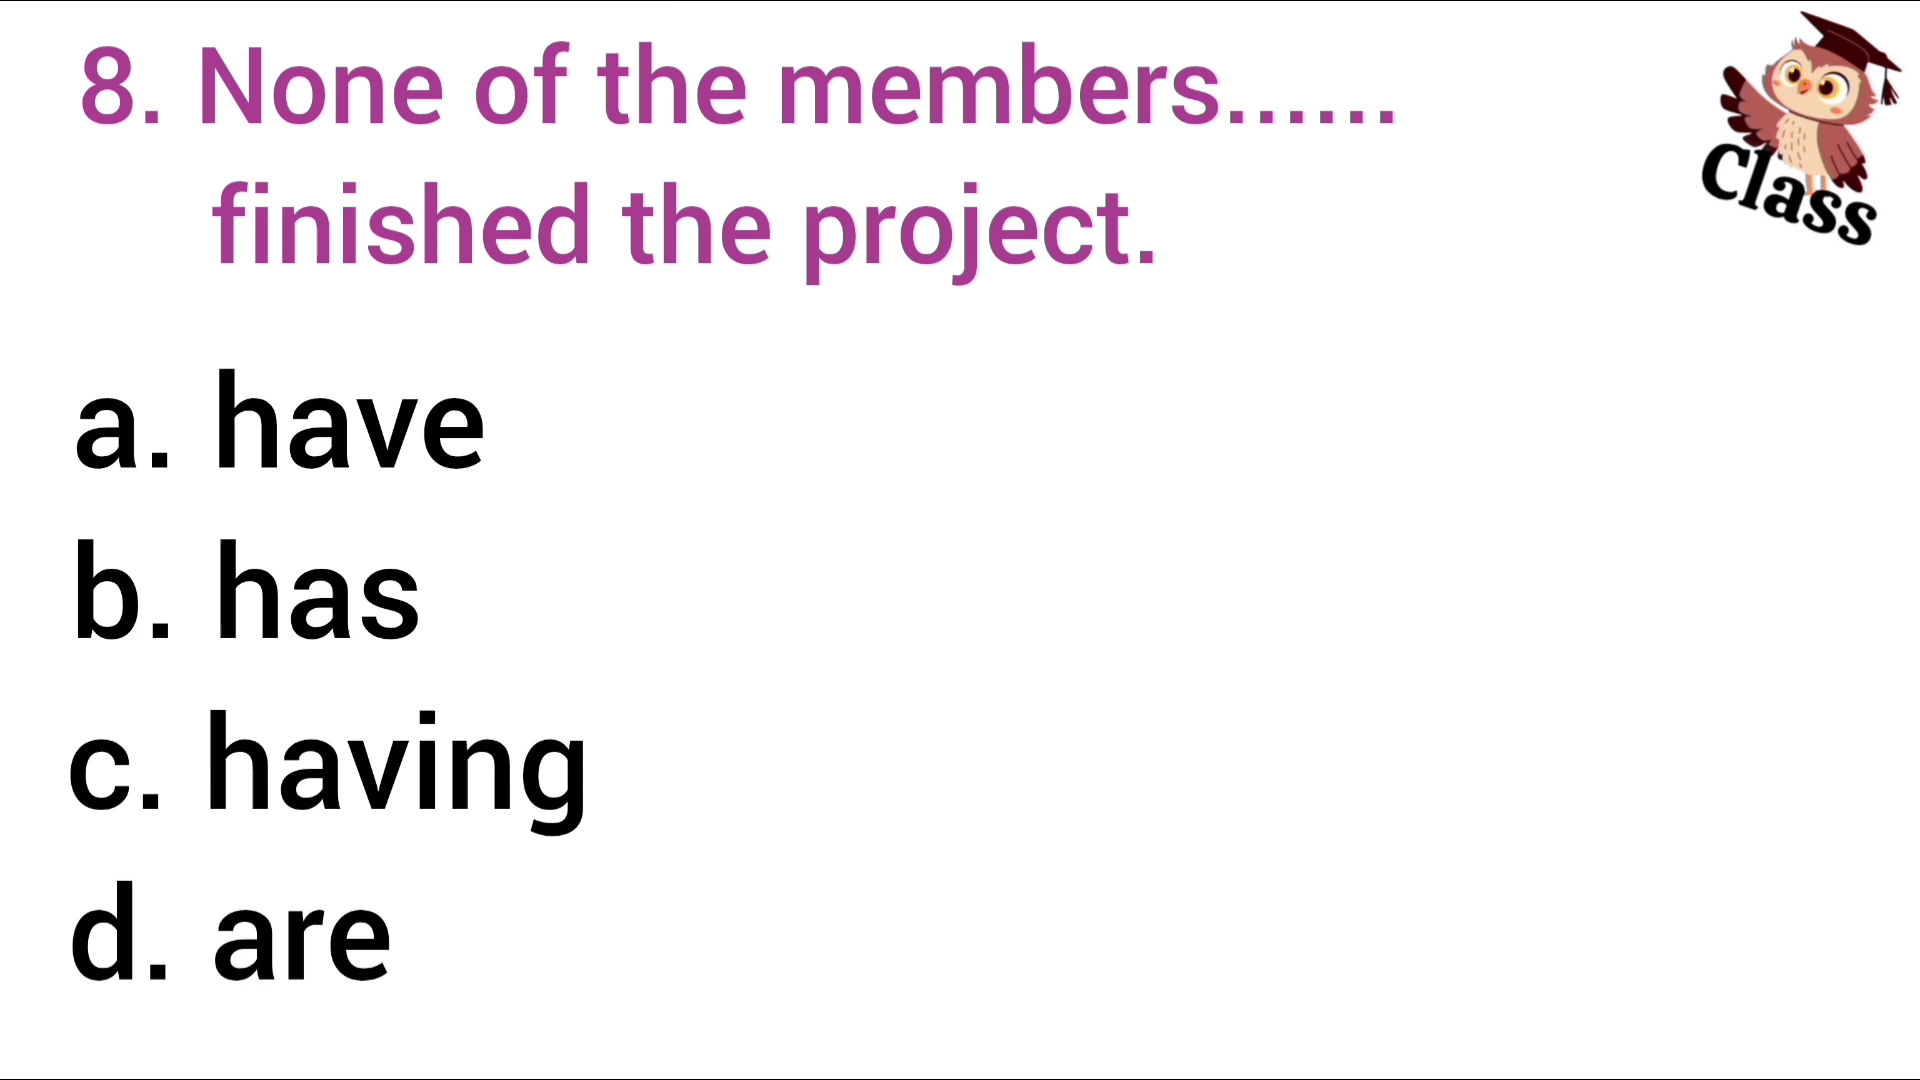 8. None of the members......
finished the project.
Class
a. have
b. has
c. having
d. are